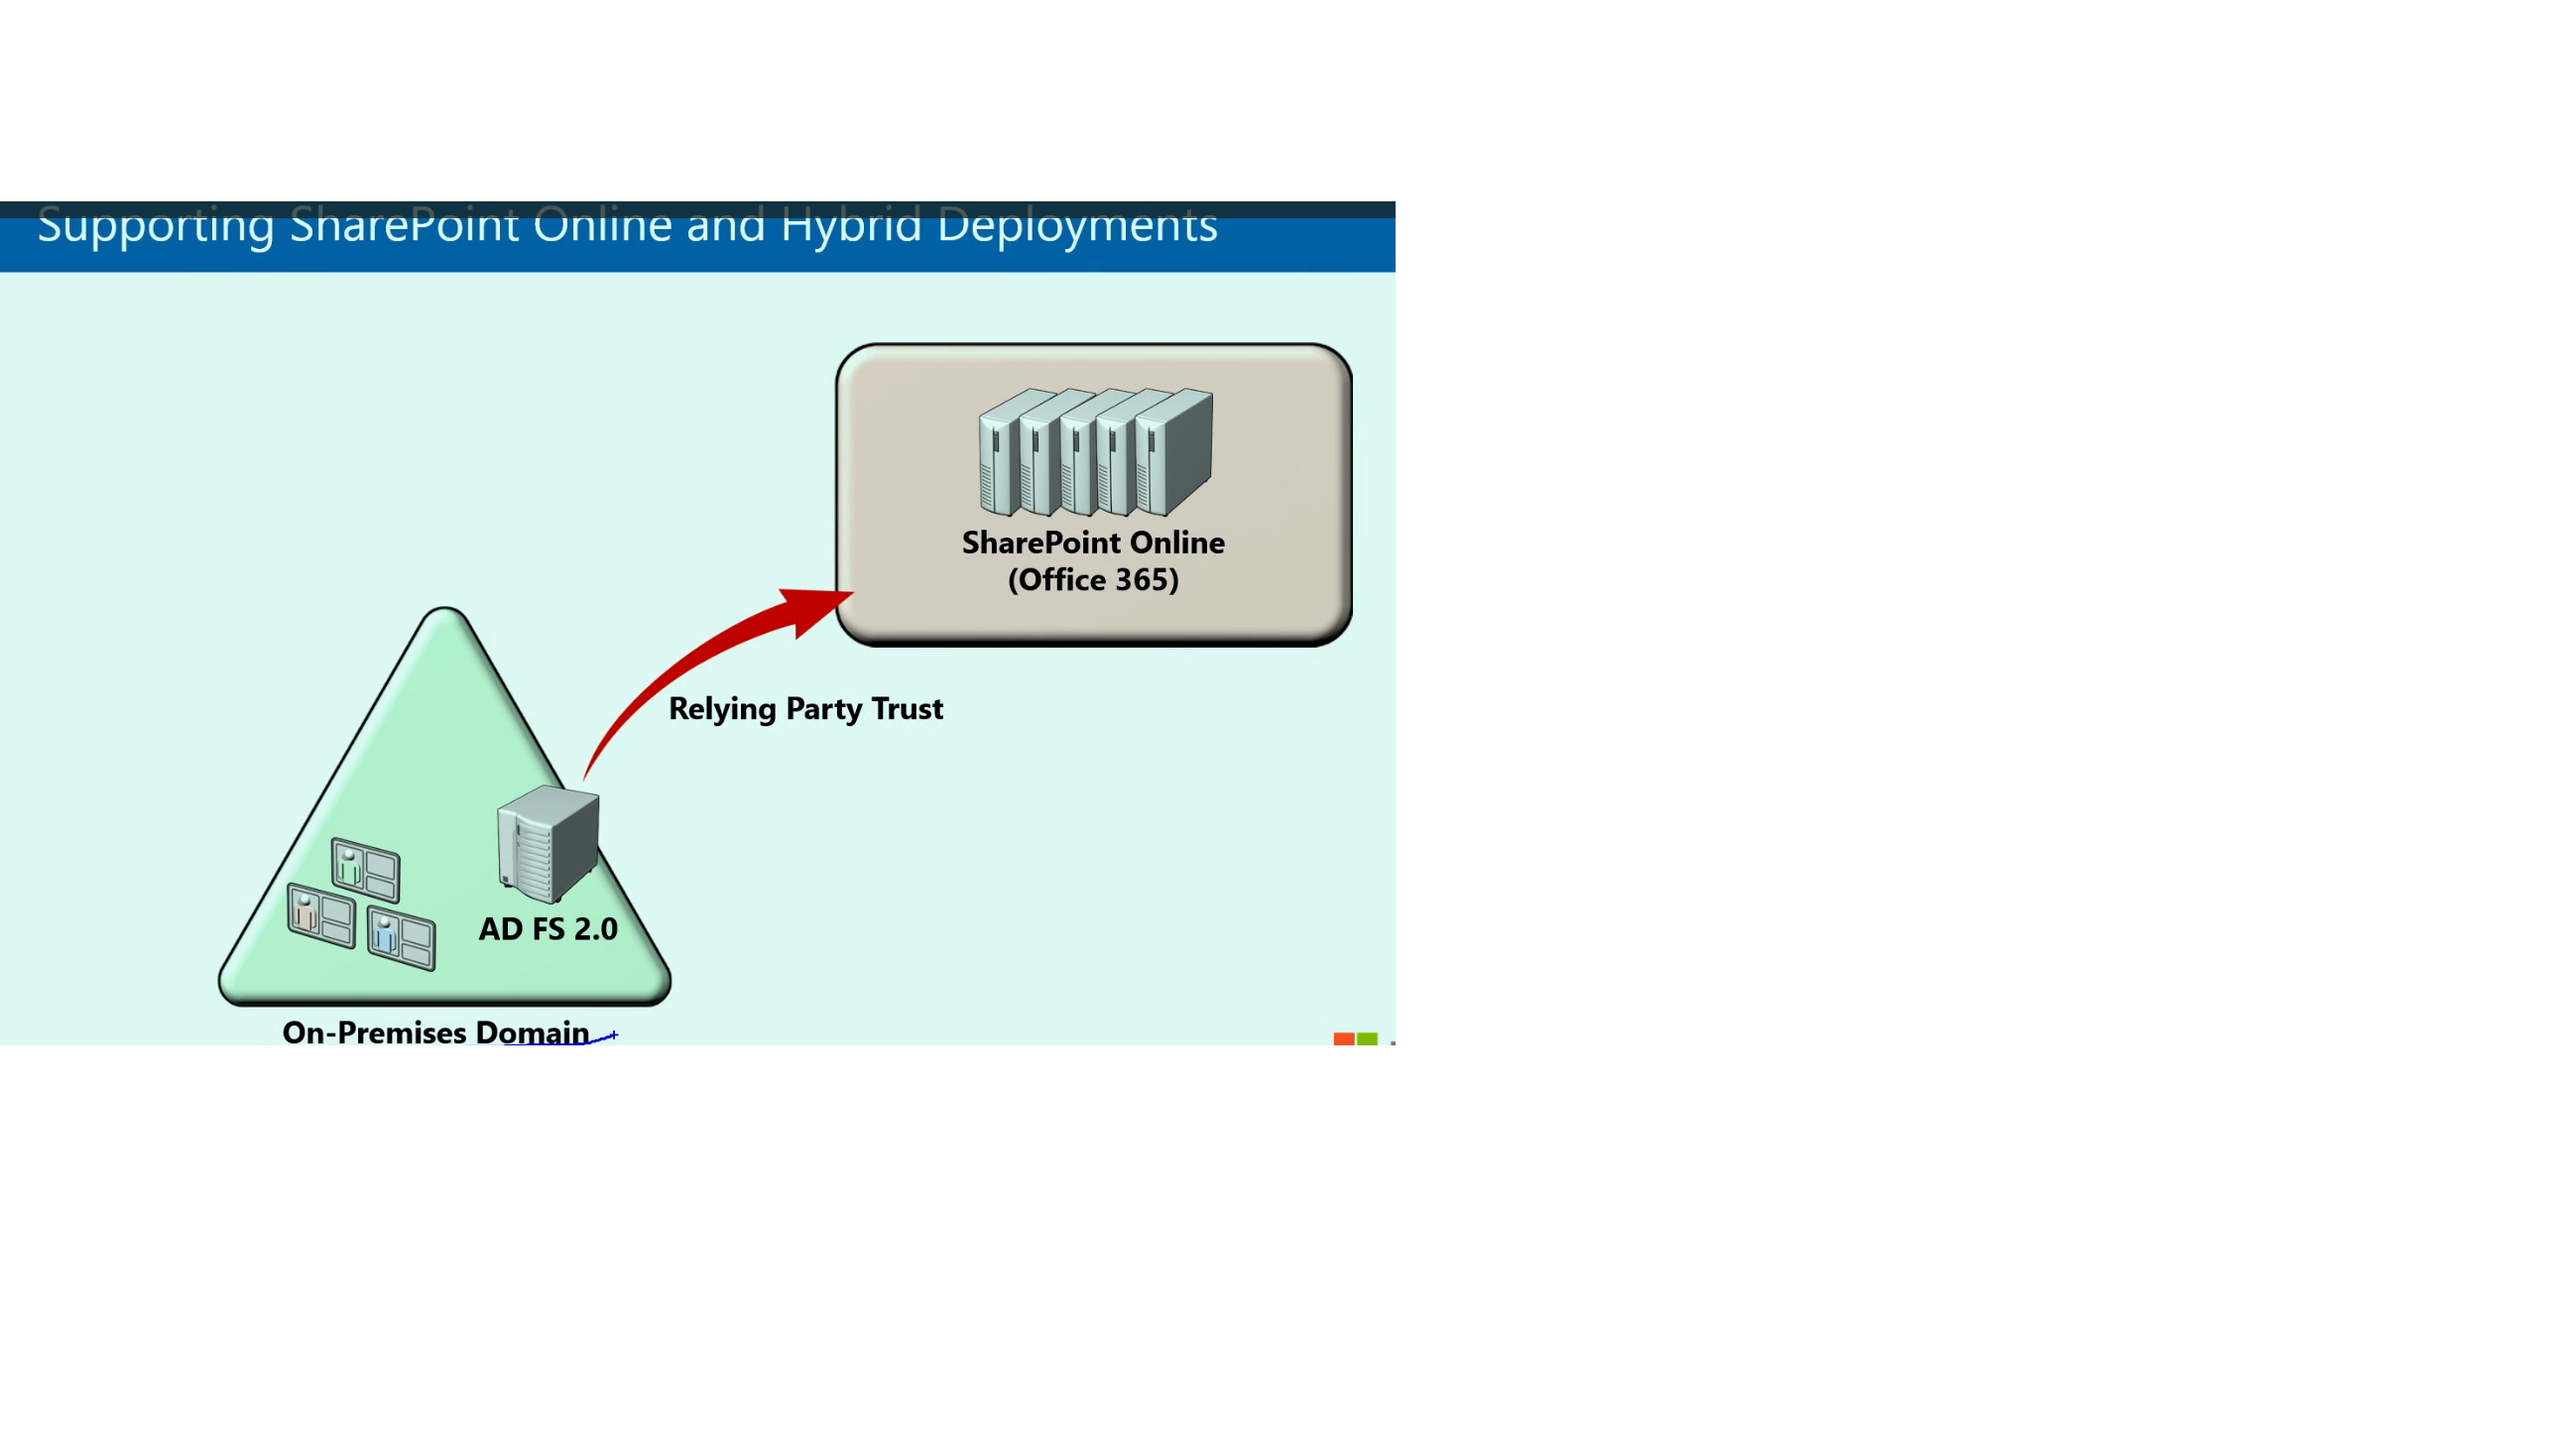 Supporting SharePoint Online and Hybrid Deployments
SharePoint Online
(Office 365)
Relying Party Trust
AD FS 2.0
On-Premises Domain